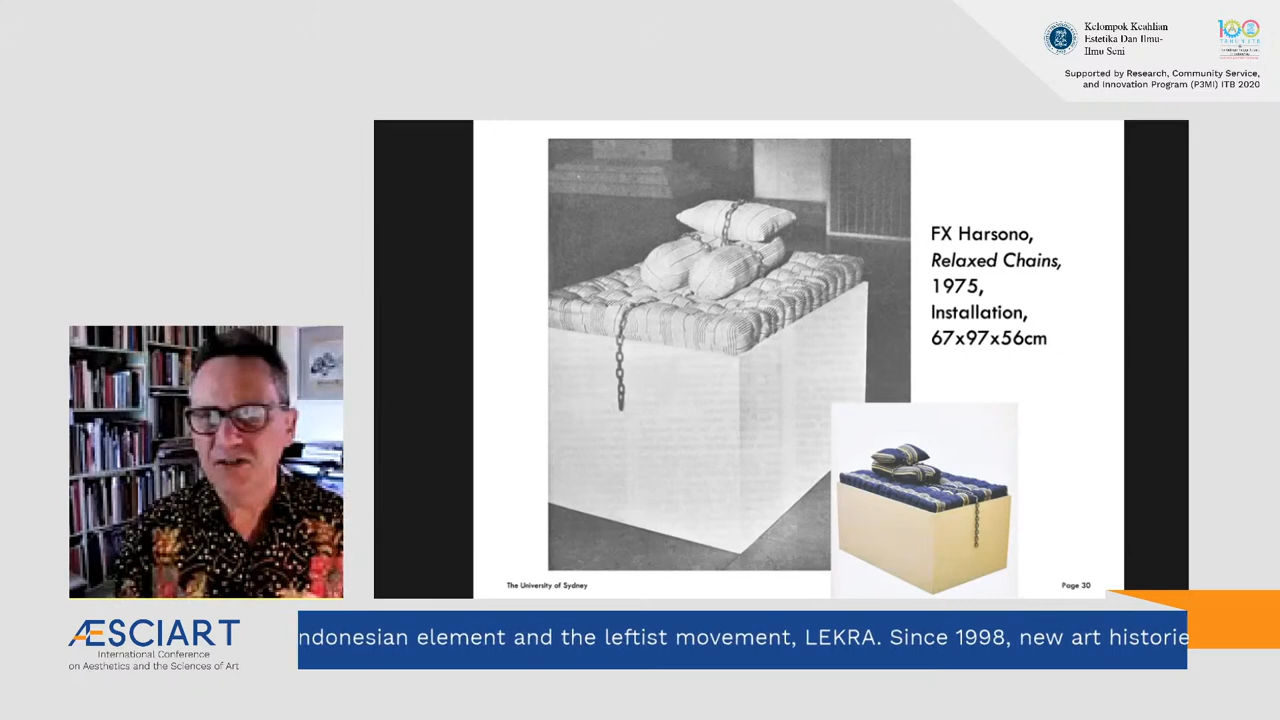 Kelompok Keahlian
Estetika Dan Ilmu-
Ilmu Seni
100
Supported by Research, Community Service,
and Innovation Program (P3MI) ITB 2020
FX Harsono,
Relaxed Chains,
1975,
Installation,
67x97x56cm
The University of Sydney
Page 30
ÆSCIART
International Conference
on Aesthetics and the Sciences of Art
ndonesian element and the leftist movement, LEKRA. Since 1998, new art historie